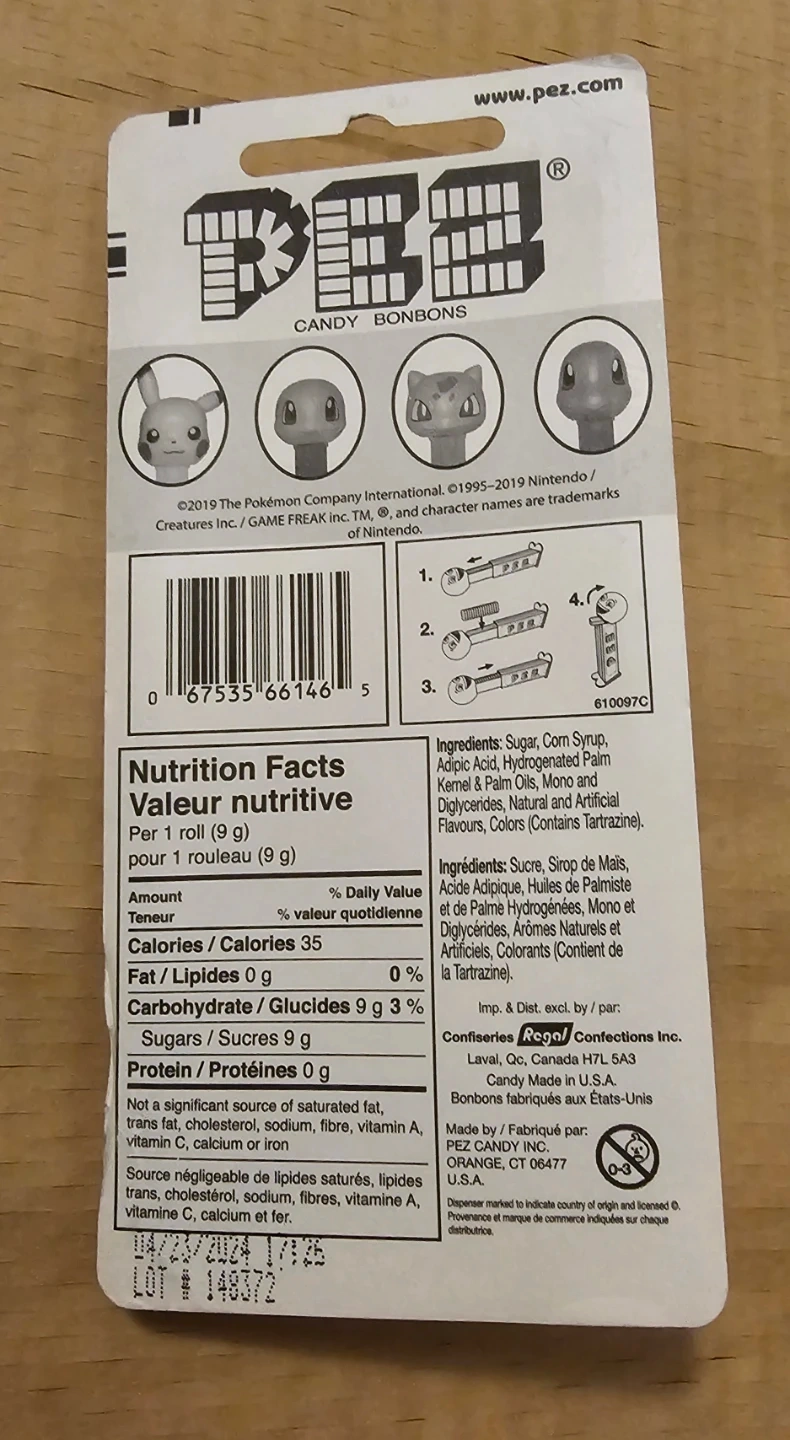 www.pez.com
PEZ®
CANDY BONBONS
©2019 The Pokémon Company International. ©1995–2019 Nintendo /
Creatures Inc. / GAME FREAK inc. TM, ®, and character names are trademarks
of Nintendo.
0 67535 66146 5
1.
PEZ
2.
PEZ
3.
PEZ
4.
PEZ
610097C
Nutrition Facts
Valeur nutritive
Per 1 roll (9 g)
pour 1 rouleau (9 g)
Amount % Daily Value
Teneur % valeur quotidienne
Calories / Calories 35
Fat / Lipides 0 g 0 %
Carbohydrate / Glucides 9 g 3 %
Sugars / Sucres 9 g
Protein / Protéines 0 g
Not a significant source of saturated fat,
trans fat, cholesterol, sodium, fibre, vitamin A,
vitamin C, calcium or iron
Source négligeable de lipides saturés, lipides
trans, cholestérol, sodium, fibres, vitamine A,
vitamine C, calcium et fer.
04/23/2024 17:25
LOT # 148372
Ingredients: Sugar, Corn Syrup,
Adipic Acid, Hydrogenated Palm
Kernel & Palm Oils, Mono and
Diglycerides, Natural and Artificial
Flavours, Colors (Contains Tartrazine).
Ingrédients: Sucre, Sirop de Maïs,
Acide Adipique, Huiles de Palmiste
et de Palme Hydrogénées, Mono et
Diglycérides, Arômes Naturels et
Artificiels, Colorants (Contient de
la Tartrazine).
Imp. & Dist. excl. by / par:
Confiseries Regal Confections Inc.
Laval, Qc, Canada H7L 5A3
Candy Made in U.S.A.
Bonbons fabriqués aux États-Unis
Made by / Fabriqué par:
PEZ CANDY INC.
ORANGE, CT 06477
U.S.A.
0-3
Dispenser marked to indicate country of origin and licensed ©.
Provenance et marque de commerce indiquées sur chaque
distributrice.